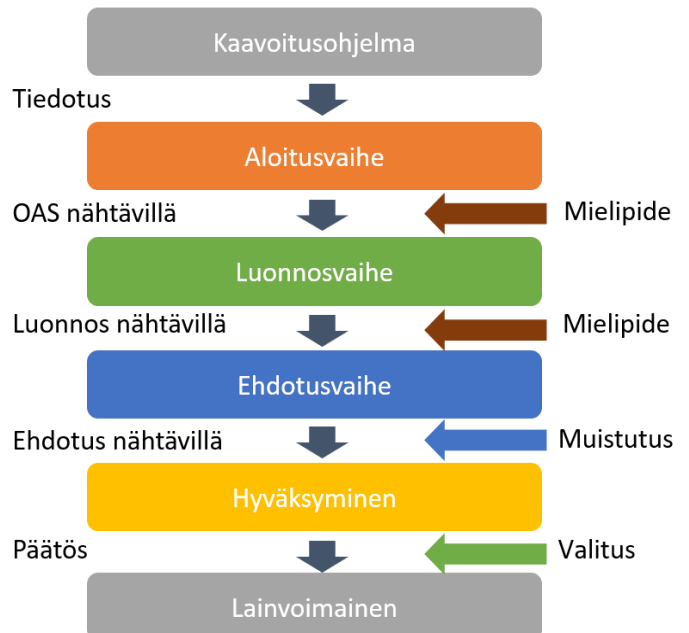 Kaavoitusohjelma
Tiedotus
Aloitusvaihe
OAS nähtävillä
Mielipide
Luonnosvaihe
Luonnos nähtävillä
Mielipide
Ehdotusvaihe
Ehdotus nähtävillä
Muistutus
Hyväksyminen
Päätös
Valitus
Lainvoimainen